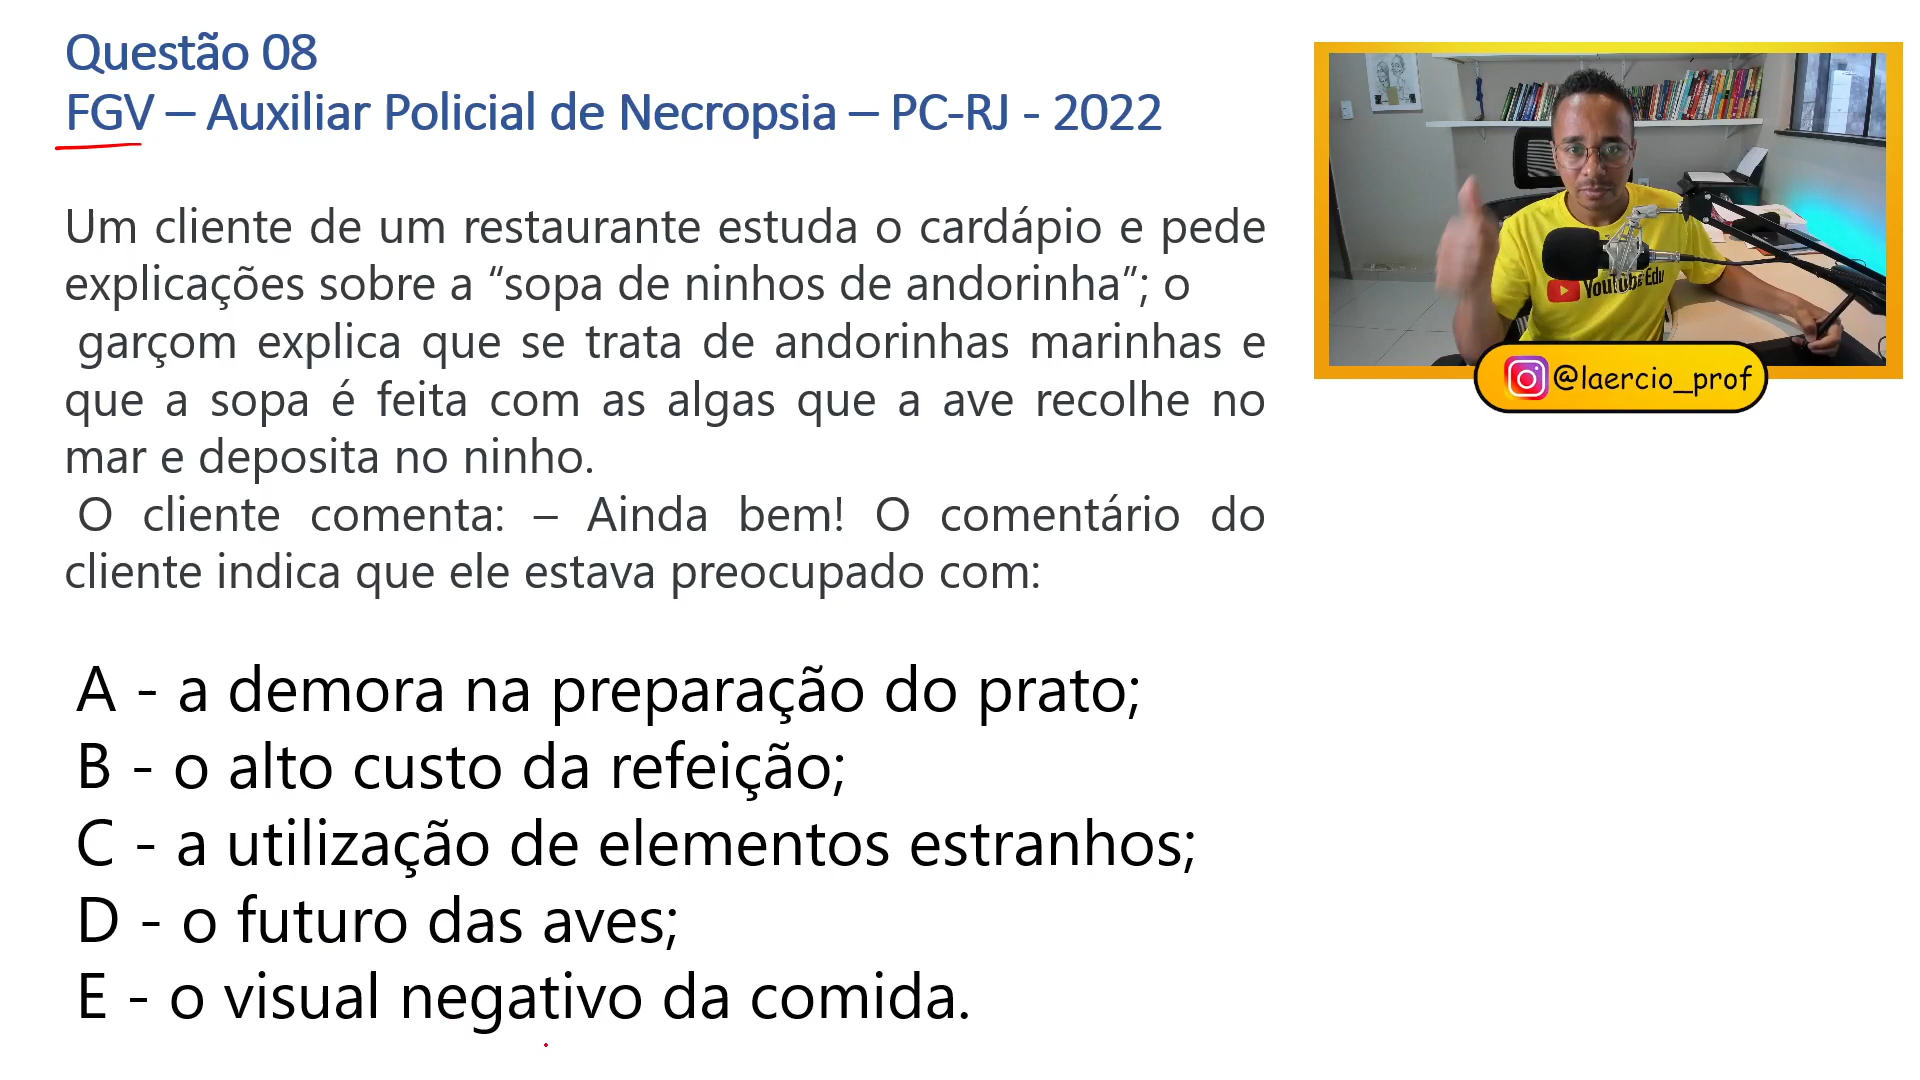 Questão 08
FGV – Auxiliar Policial de Necropsia – PC-RJ - 2022
Um cliente de um restaurante estuda o cardápio e pede
explicações sobre a “sopa de ninhos de andorinha”; o
garçom explica que se trata de andorinhas marinhas e
que a sopa é feita com as algas que a ave recolhe no
mar e deposita no ninho.
O cliente comenta: – Ainda bem! O comentário do
cliente indica que ele estava preocupado com:
A - a demora na preparação do prato;
B - o alto custo da refeição;
C - a utilização de elementos estranhos;
D - o futuro das aves;
E - o visual negativo da comida.
YouTube Edu
@laercio_prof